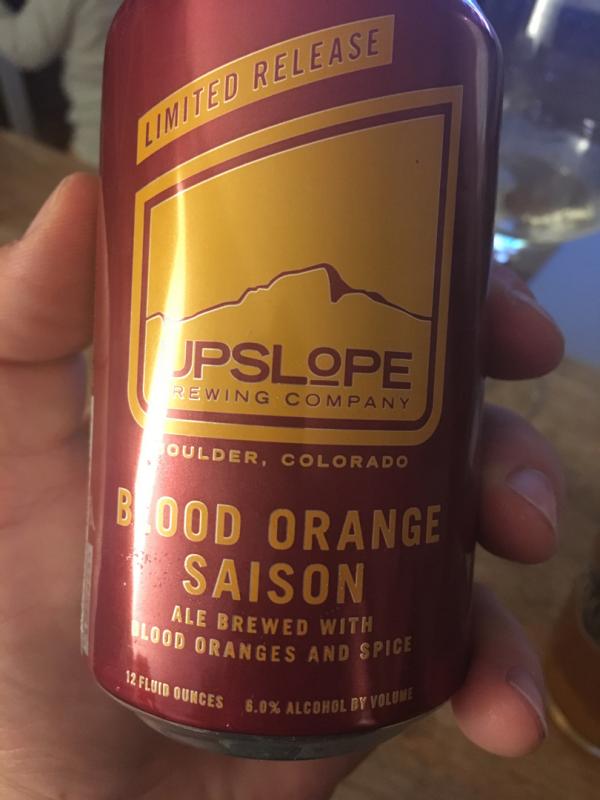 LIMITED RELEASE
UPSLOPE
BREWING COMPANY
BOULDER, COLORADO
BLOOD ORANGE
SAISON
ALE BREWED WITH
BLOOD ORANGES AND SPICE
12 FLUID OUNCES 6.0% ALCOHOL BY VOLUME